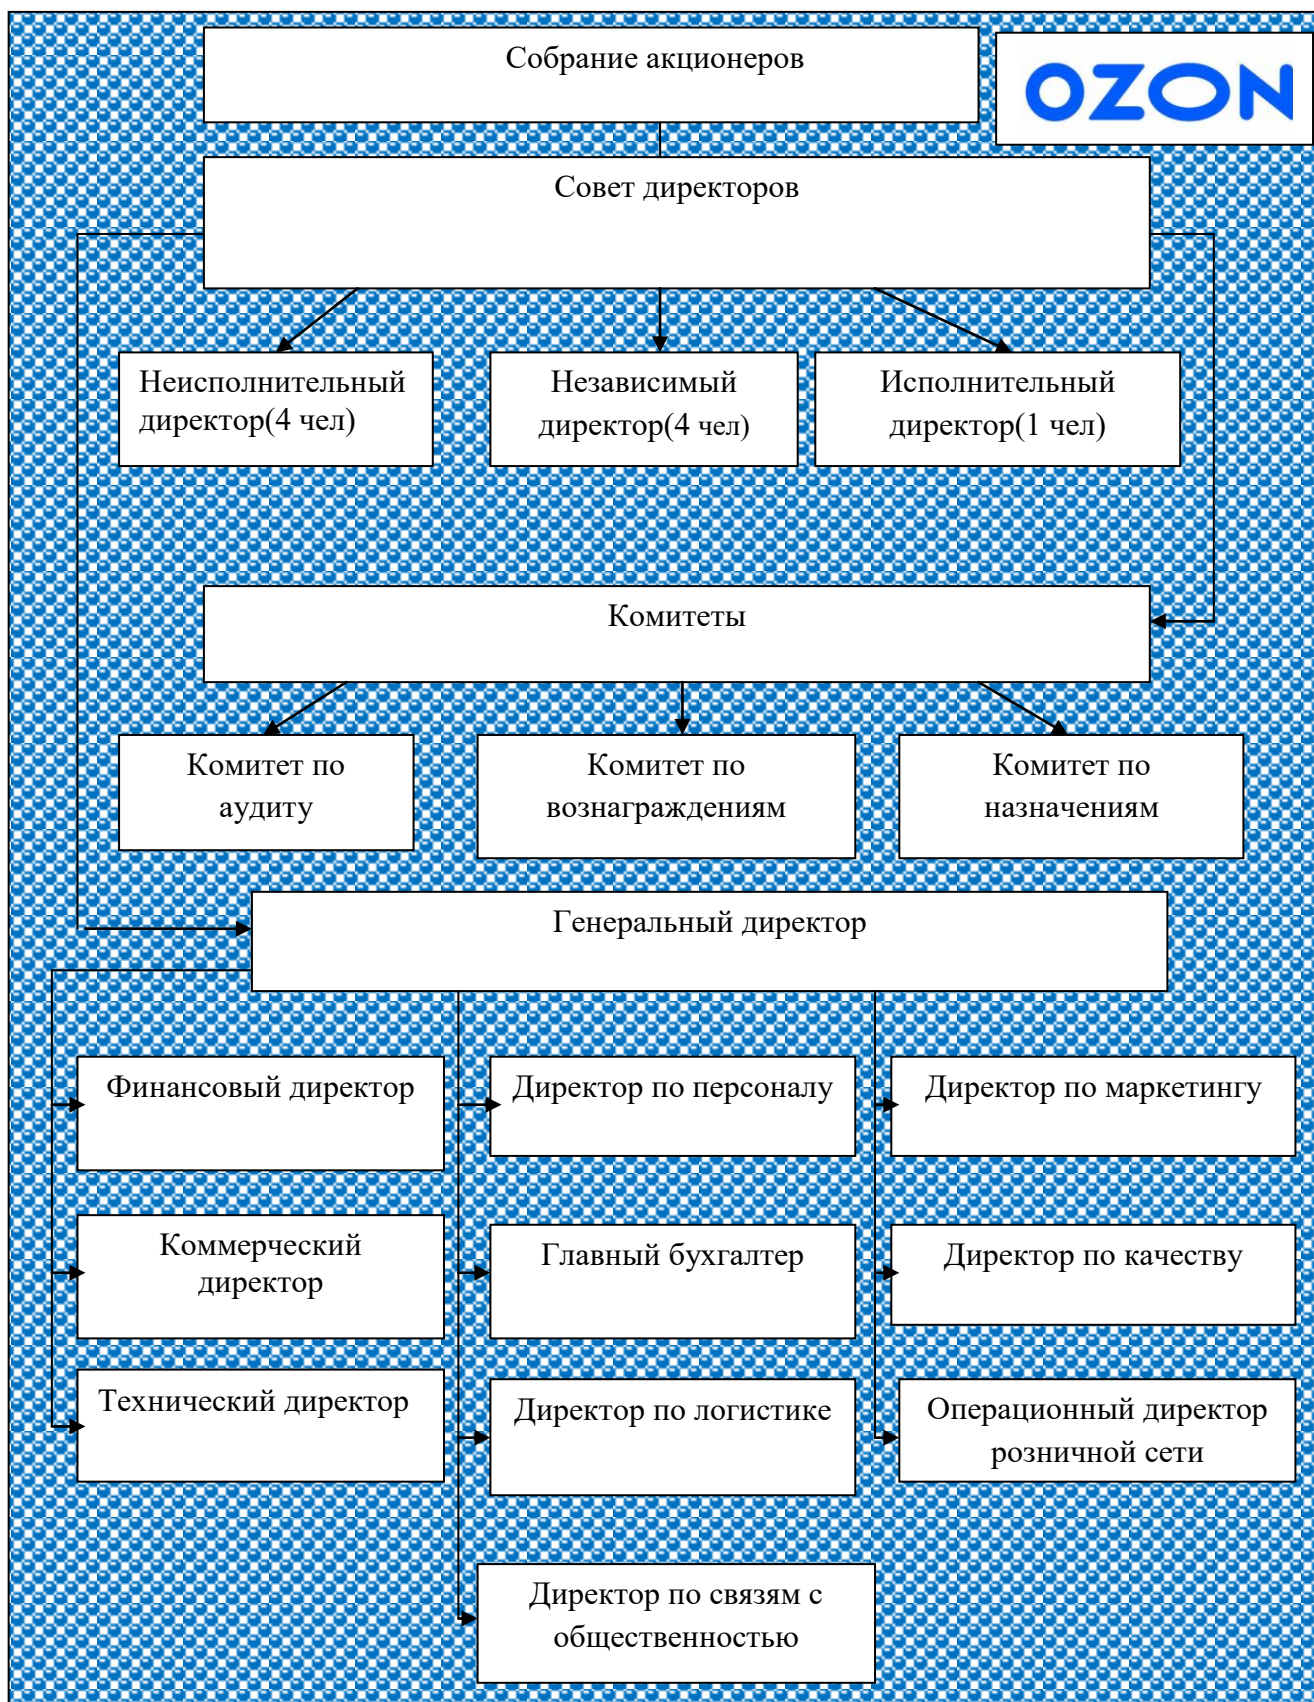 Собрание акционеров
OZON
Совет директоров
Неисполнительный
директор(4 чел)
Независимый
директор(4 чел)
Исполнительный
директор(1 чел)
Комитеты
Комитет по
аудиту
Комитет по
вознаграждениям
Комитет по
назначениям
Генеральный директор
Финансовый директор
Директор по персоналу
Директор по маркетингу
Коммерческий
директор
Главный бухгалтер
Директор по качеству
Технический директор
Директор по логистике
Операционный директор
розничной сети
Директор по связям с
общественностью